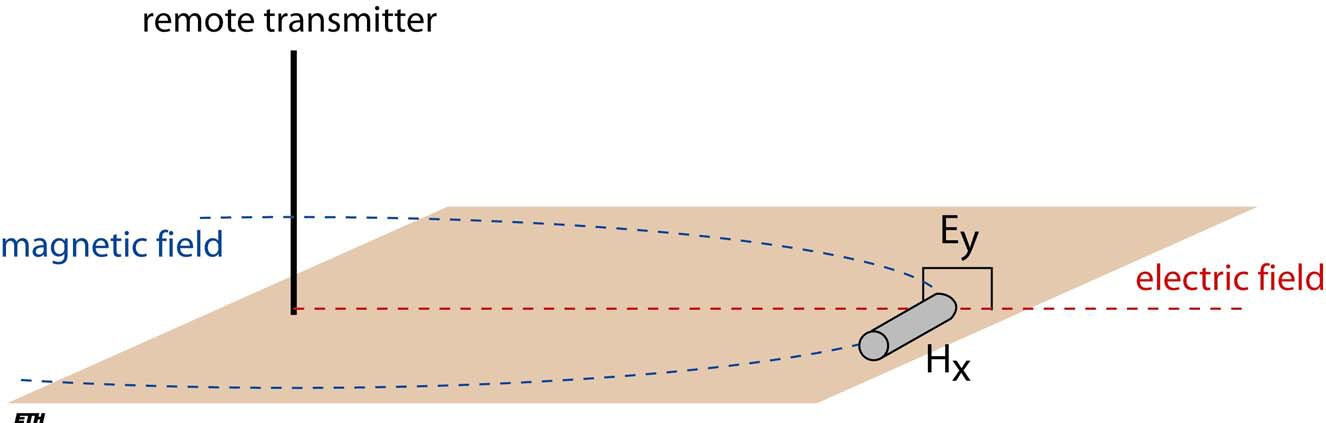 remote transmitter
magnetic field
Ey
electric field
Hx
ETH